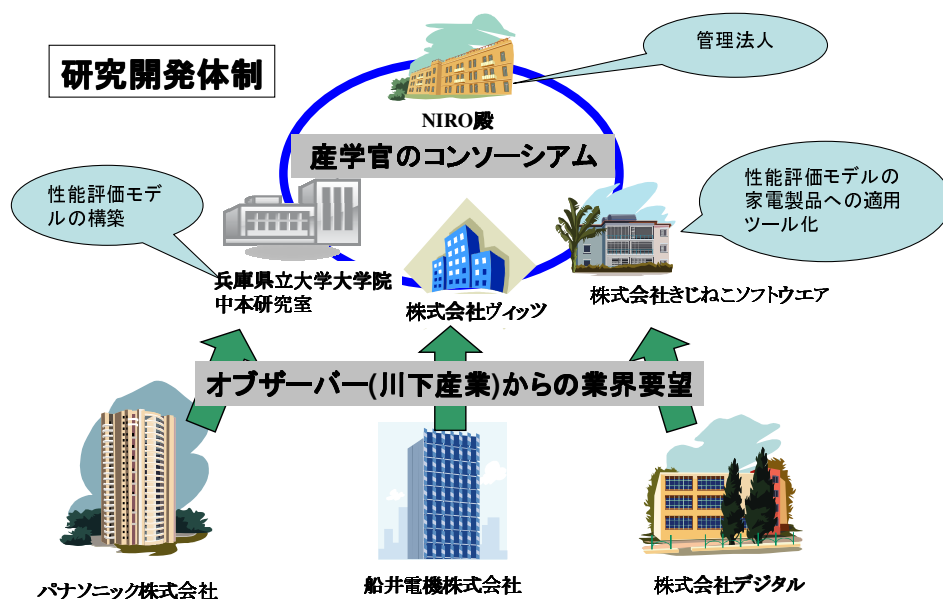 研究開発体制
管理法人
NIRO殿
産学官のコンソーシアム
性能評価モデ
ルの構築
性能評価モデルの
家電製品への適用
ツール化
兵庫県立大学大学院
中本研究室
株式会社ヴィッツ
株式会社きじねこソフトウエア
オブザーバー(川下産業)からの業界要望
パナソニック株式会社
船井電機株式会社
株式会社デジタル